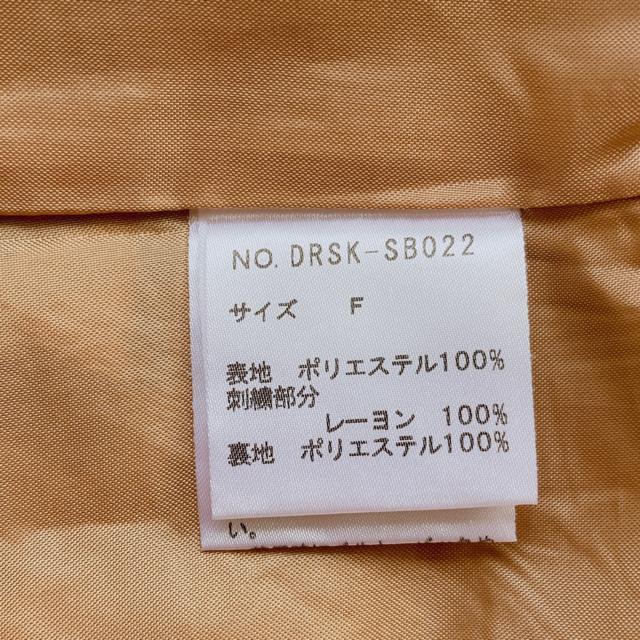 NO. DRSK-SB022
サイズ F
表地 ポリエステル100%
刺繍部分
レーヨン 100%
裏地 ポリエステル100%
い。